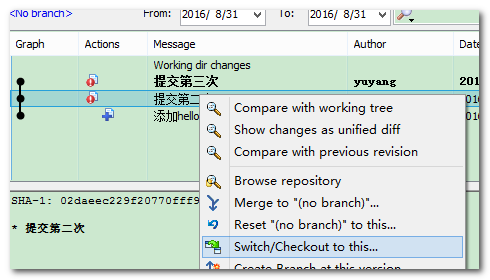 <No branch> From: 2016/ 8/31 To: 2016/ 8/31
Graph Actions Message Author Date
Working dir changes
提交第三次 yuyang 201
提交第二
添加hello
Compare with working tree
Show changes as unified diff
Compare with previous revision
Browse repository
Merge to "(no branch)"...
Reset "(no branch)" to this...
Switch/Checkout to this...
Create Branch at this version
SHA-1: 02daeec229f20770fff9
* 提交第二次